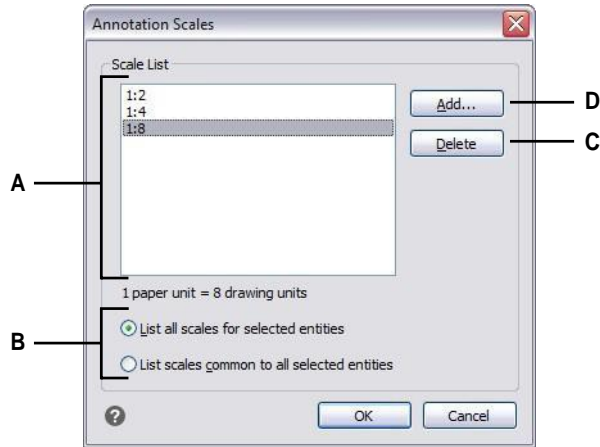 Annotation Scales
Scale List
1:2
1:4
1:8
Add...
D
Delete
C
A
1 paper unit = 8 drawing units
List all scales for selected entities
B
List scales common to all selected entities
?
OK
Cancel